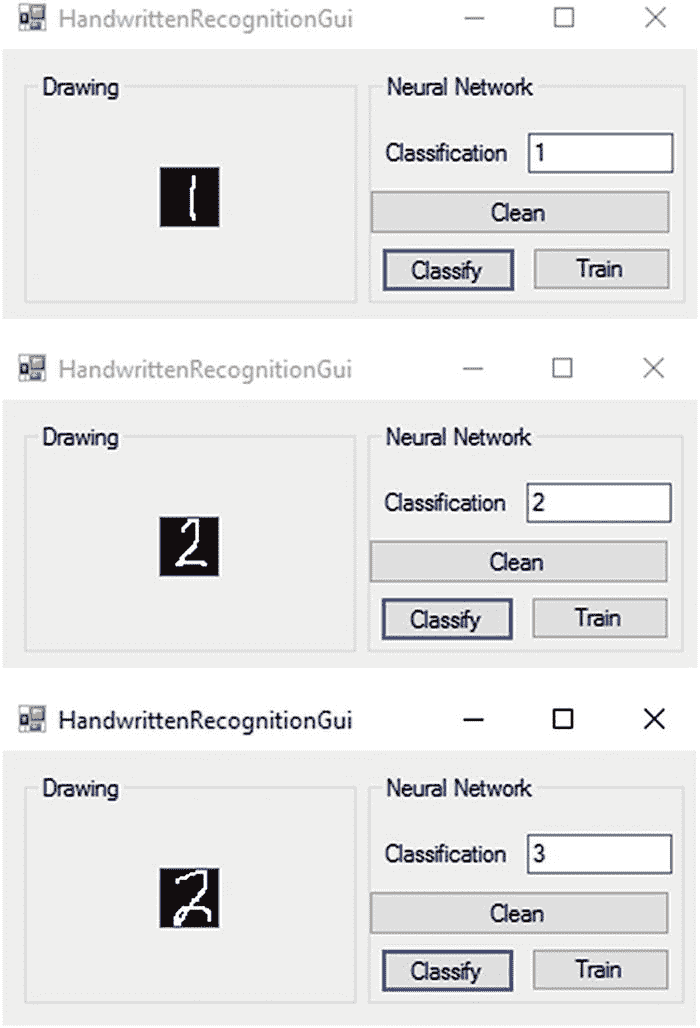 HandwrittenRecognitionGui
Drawing
Neural Network
1
Classification 1
Clean
Classify Train
HandwrittenRecognitionGui
Drawing
Neural Network
2
Classification 2
Clean
Classify Train
HandwrittenRecognitionGui
Drawing
Neural Network
2
Classification 3
Clean
Classify Train